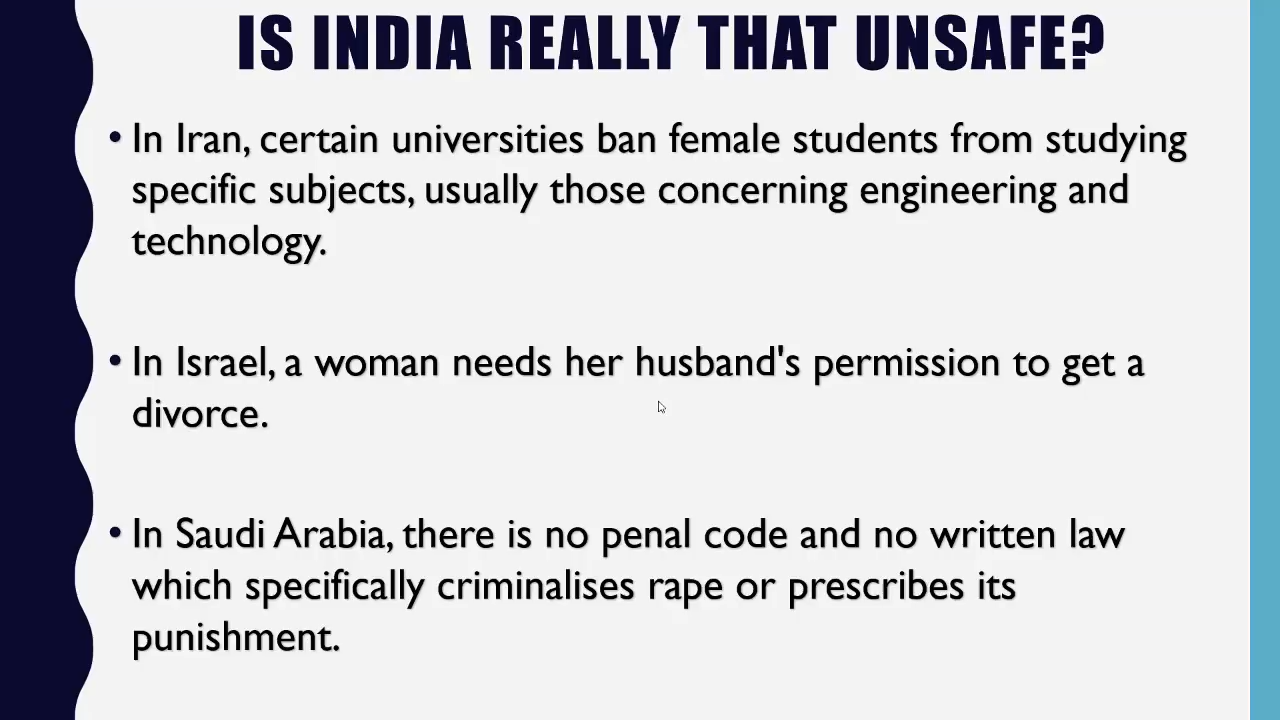 IS INDIA REALLY THAT UNSAFE?
• In Iran, certain universities ban female students from studying
specific subjects, usually those concerning engineering and
technology.
• In Israel, a woman needs her husband's permission to get a
divorce.
• In Saudi Arabia, there is no penal code and no written law
which specifically criminalises rape or prescribes its
punishment.